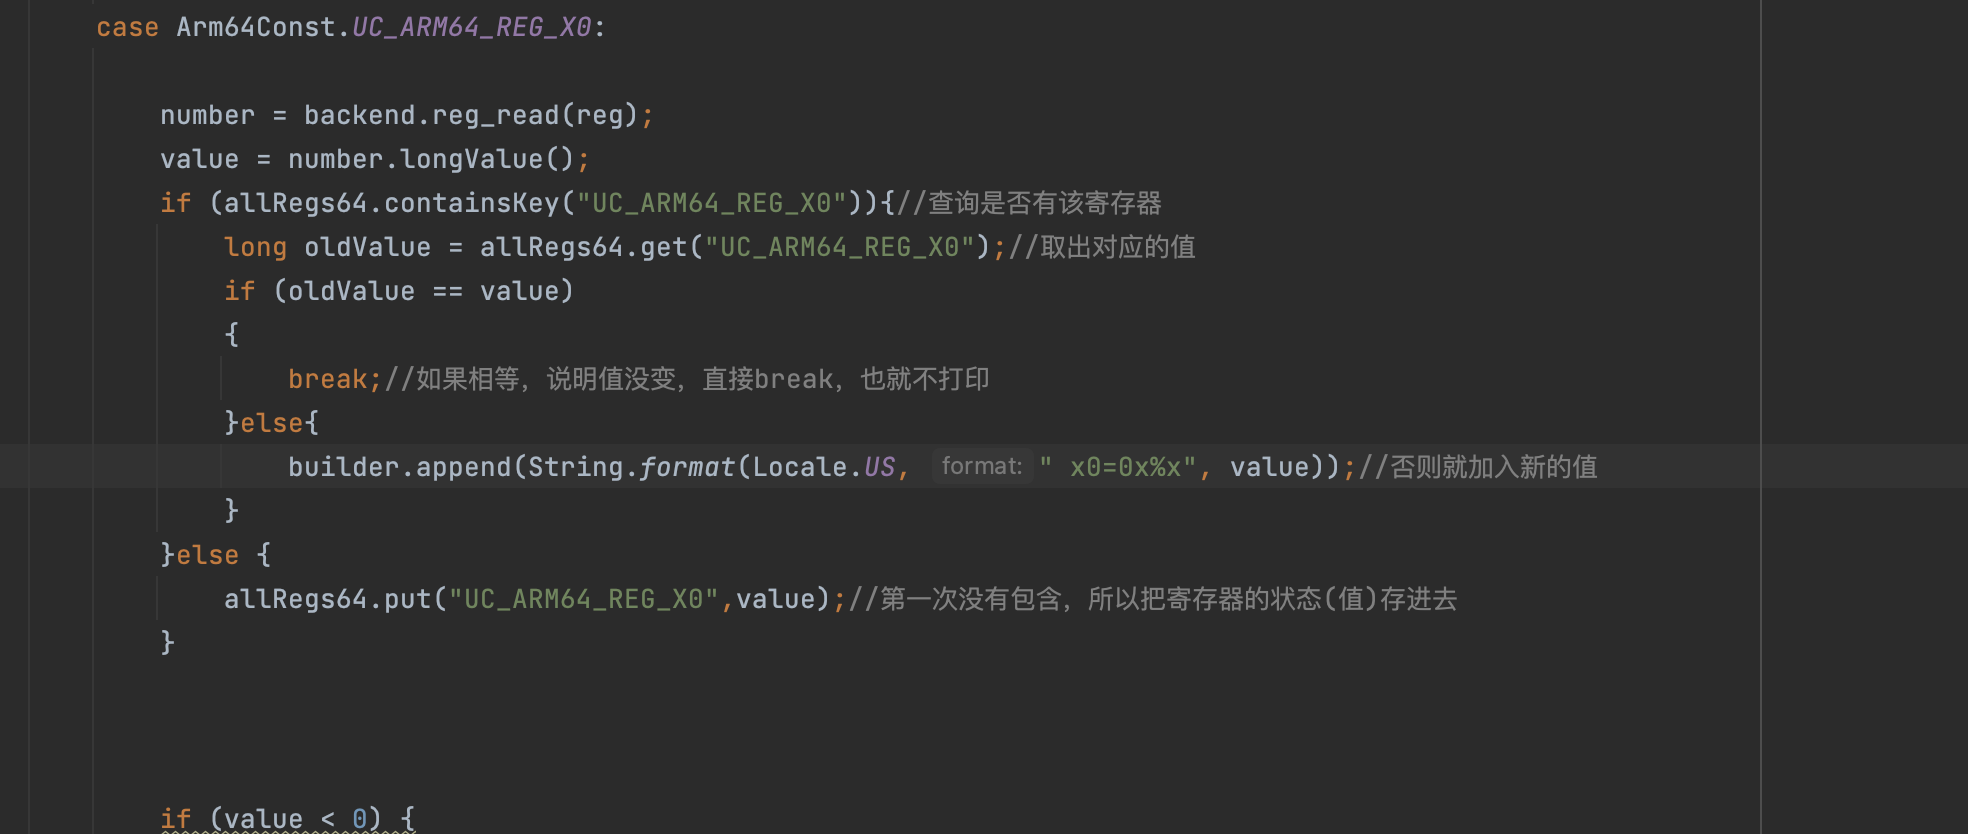 case Arm64Const.UC_ARM64_REG_X0:
number = backend.reg_read(reg);
value = number.longValue();
if (allRegs64.containsKey("UC_ARM64_REG_X0")){//查询是否有该寄存器
long oldValue = allRegs64.get("UC_ARM64_REG_X0");//取出对应的值
if (oldValue == value)
{
break;//如果相等，说明值没变，直接break，也就不打印
}else{
builder.append(String.format(Locale.US, format: " x0=0x%x", value));//否则就加入新的值
}
}else {
allRegs64.put("UC_ARM64_REG_X0",value);//第一次没有包含，所以把寄存器的状态(值)存进去
}
if (value < 0) {